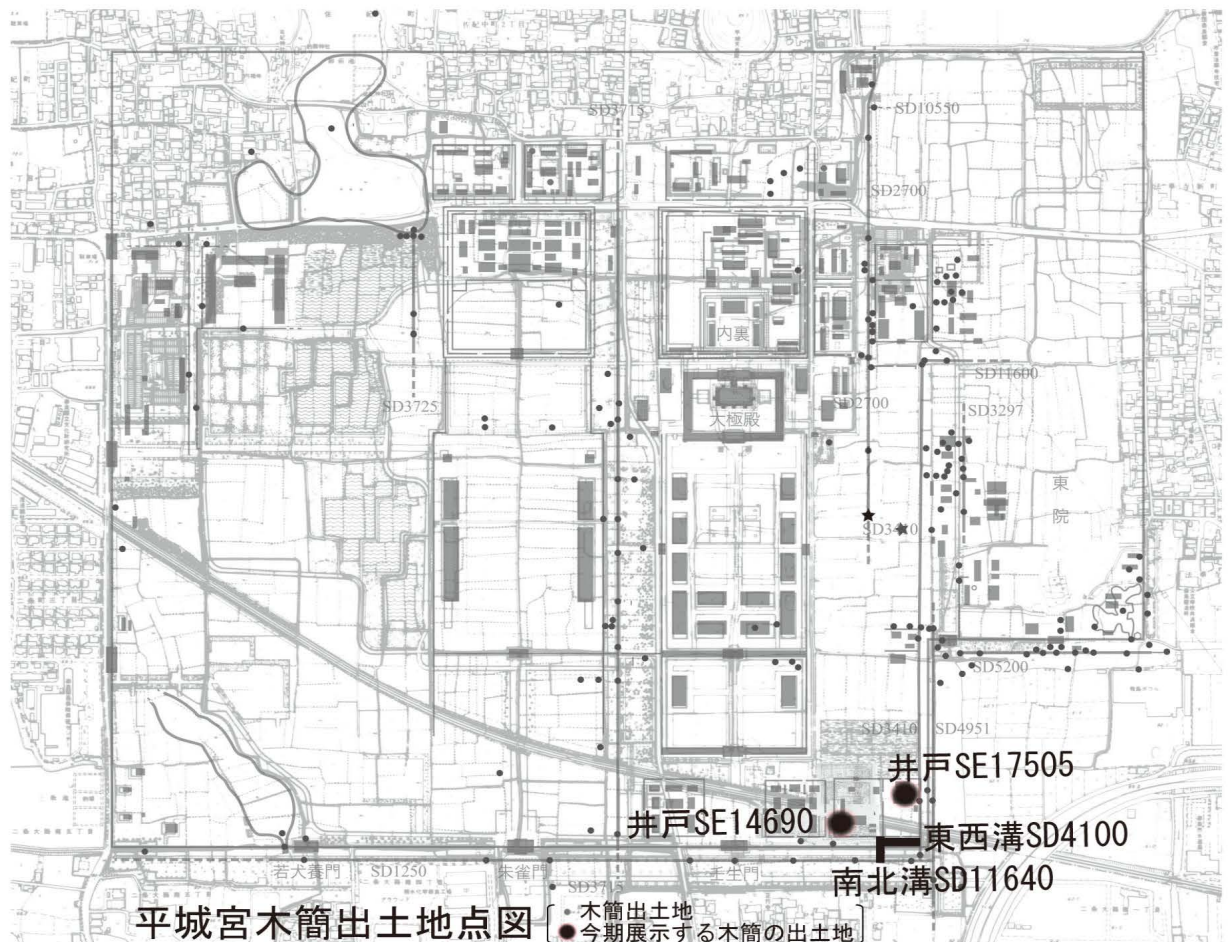 SD3715
SD10550
SD2700
内裏
SD11600
SD3725
SD2700
SD3297
大極殿
東院
SD3410
SD5200
SD3410
SD4951
井戸SE17505
井戸SE14690
東西溝SD4100
若犬養門
SD1250
朱雀門
壬生門
南北溝SD11640
SD3715
平城宮木簡出土地点図
木簡出土地
今期展示する木簡の出土地